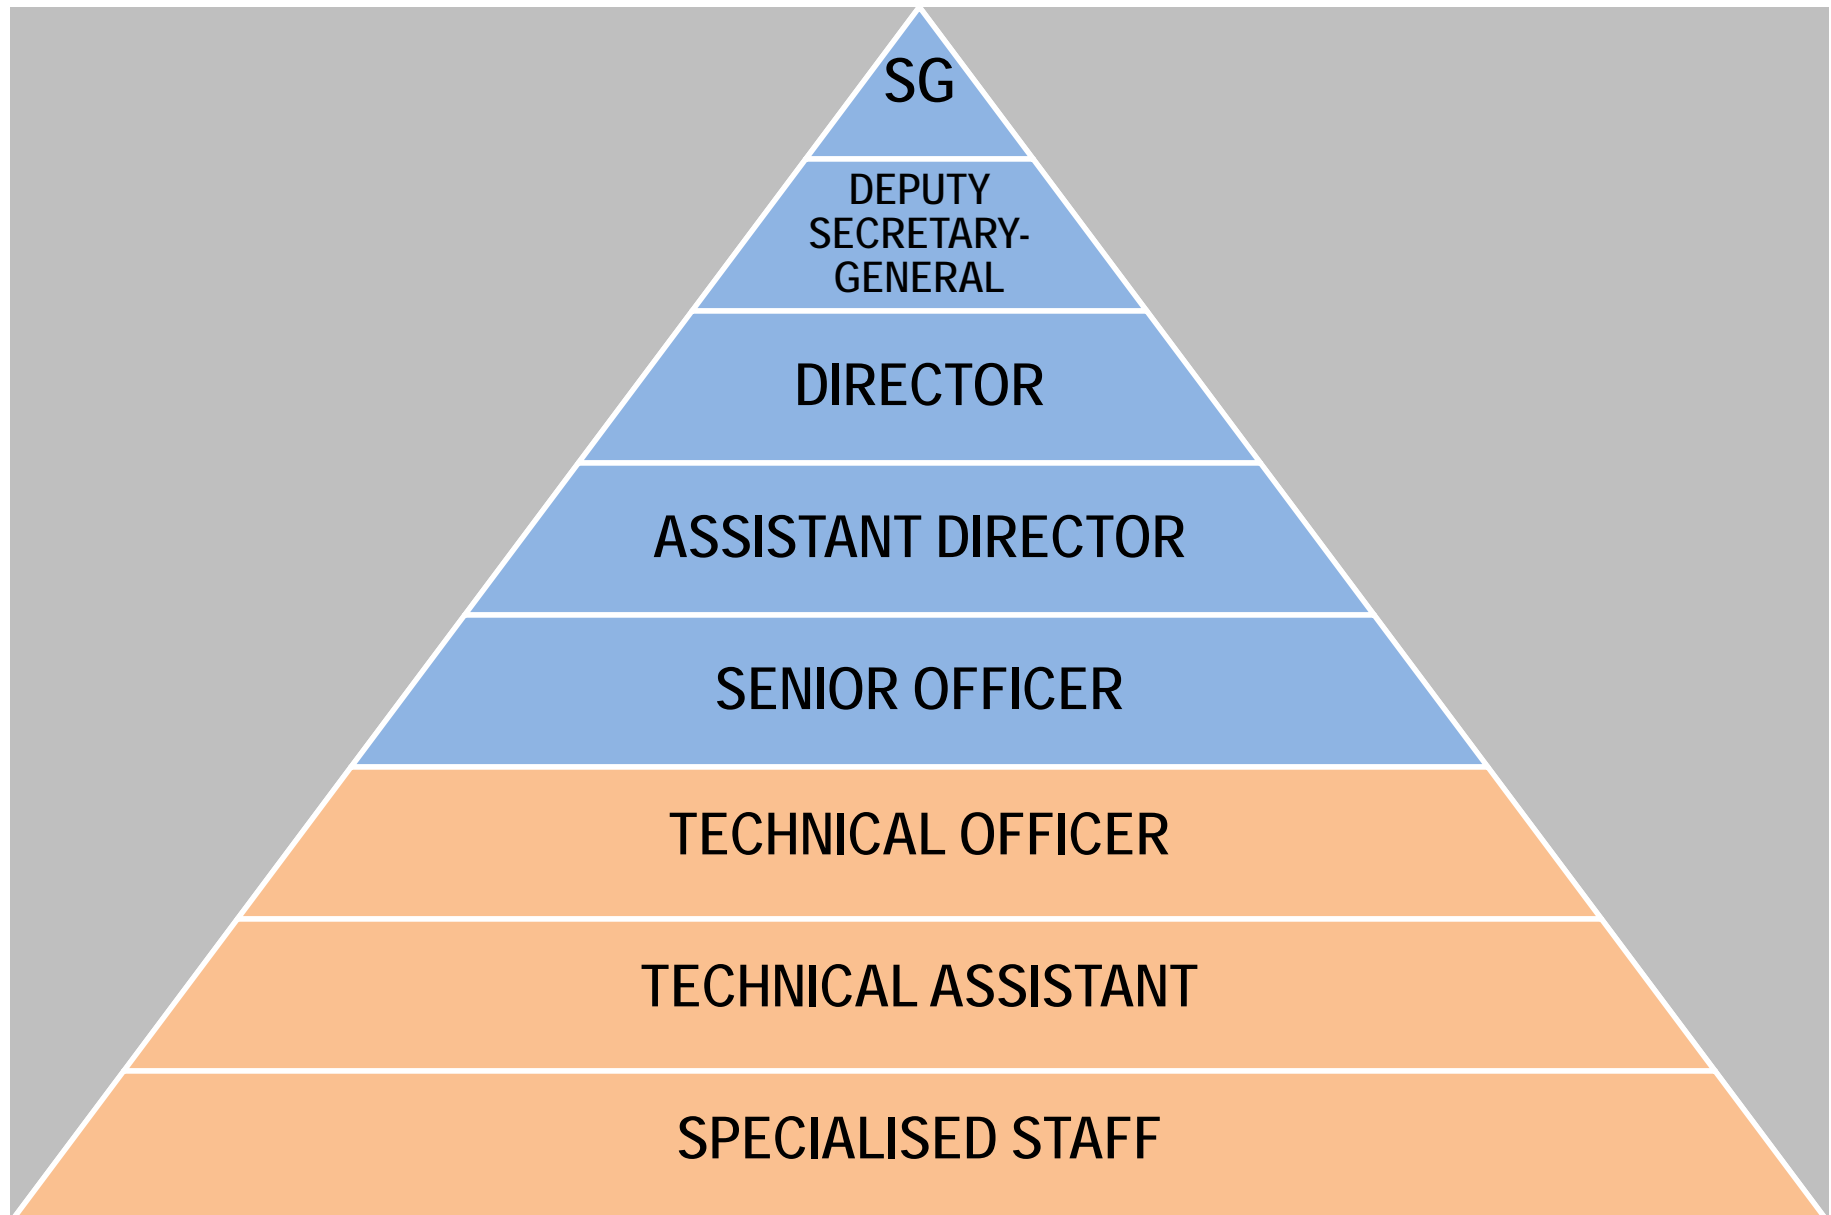 SG
DEPUTY
SECRETARY-
GENERAL
DIRECTOR
ASSISTANT DIRECTOR
SENIOR OFFICER
TECHNICAL OFFICER
TECHNICAL ASSISTANT
SPECIALISED STAFF